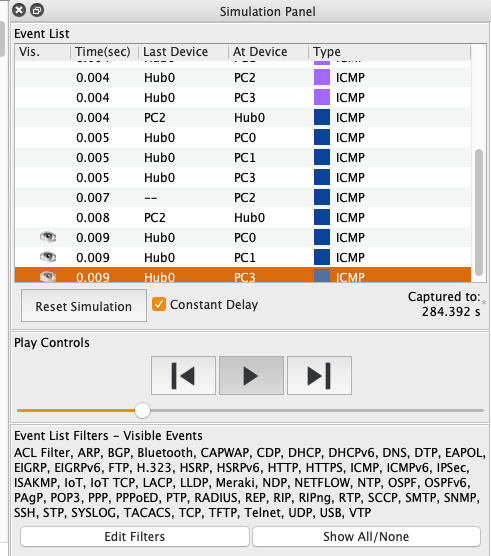 Simulation Panel
Event List
Vis. Time(sec) Last Device At Device Type
0.004 Hub0 PC2 ICMP
0.004 Hub0 PC3 ICMP
0.004 PC2 Hub0 ICMP
0.005 Hub0 PC0 ICMP
0.005 Hub0 PC1 ICMP
0.005 Hub0 PC3 ICMP
0.007 -- PC2 ICMP
0.008 PC2 Hub0 ICMP
0.009 Hub0 PC0 ICMP
0.009 Hub0 PC1 ICMP
0.009 Hub0 PC3 ICMP
Reset Simulation Constant Delay Captured to:*
284.392 s
Play Controls
Event List Filters - Visible Events
ACL Filter, ARP, BGP, Bluetooth, CAPWAP, CDP, DHCP, DHCPv6, DNS, DTP, EAPOL,
EIGRP, EIGRPv6, FTP, H.323, HSRP, HSRPv6, HTTP, HTTPS, ICMP, ICMPv6, IPSec,
ISAKMP, IoT, IoT TCP, LACP, LLDP, Meraki, NDP, NETFLOW, NTP, OSPF, OSPFv6,
PAgP, POP3, PPP, PPPoED, PTP, RADIUS, REP, RIP, RIPng, RTP, SCCP, SMTP, SNMP,
SSH, STP, SYSLOG, TACACS, TCP, TFTP, Telnet, UDP, USB, VTP
Edit Filters Show All/None